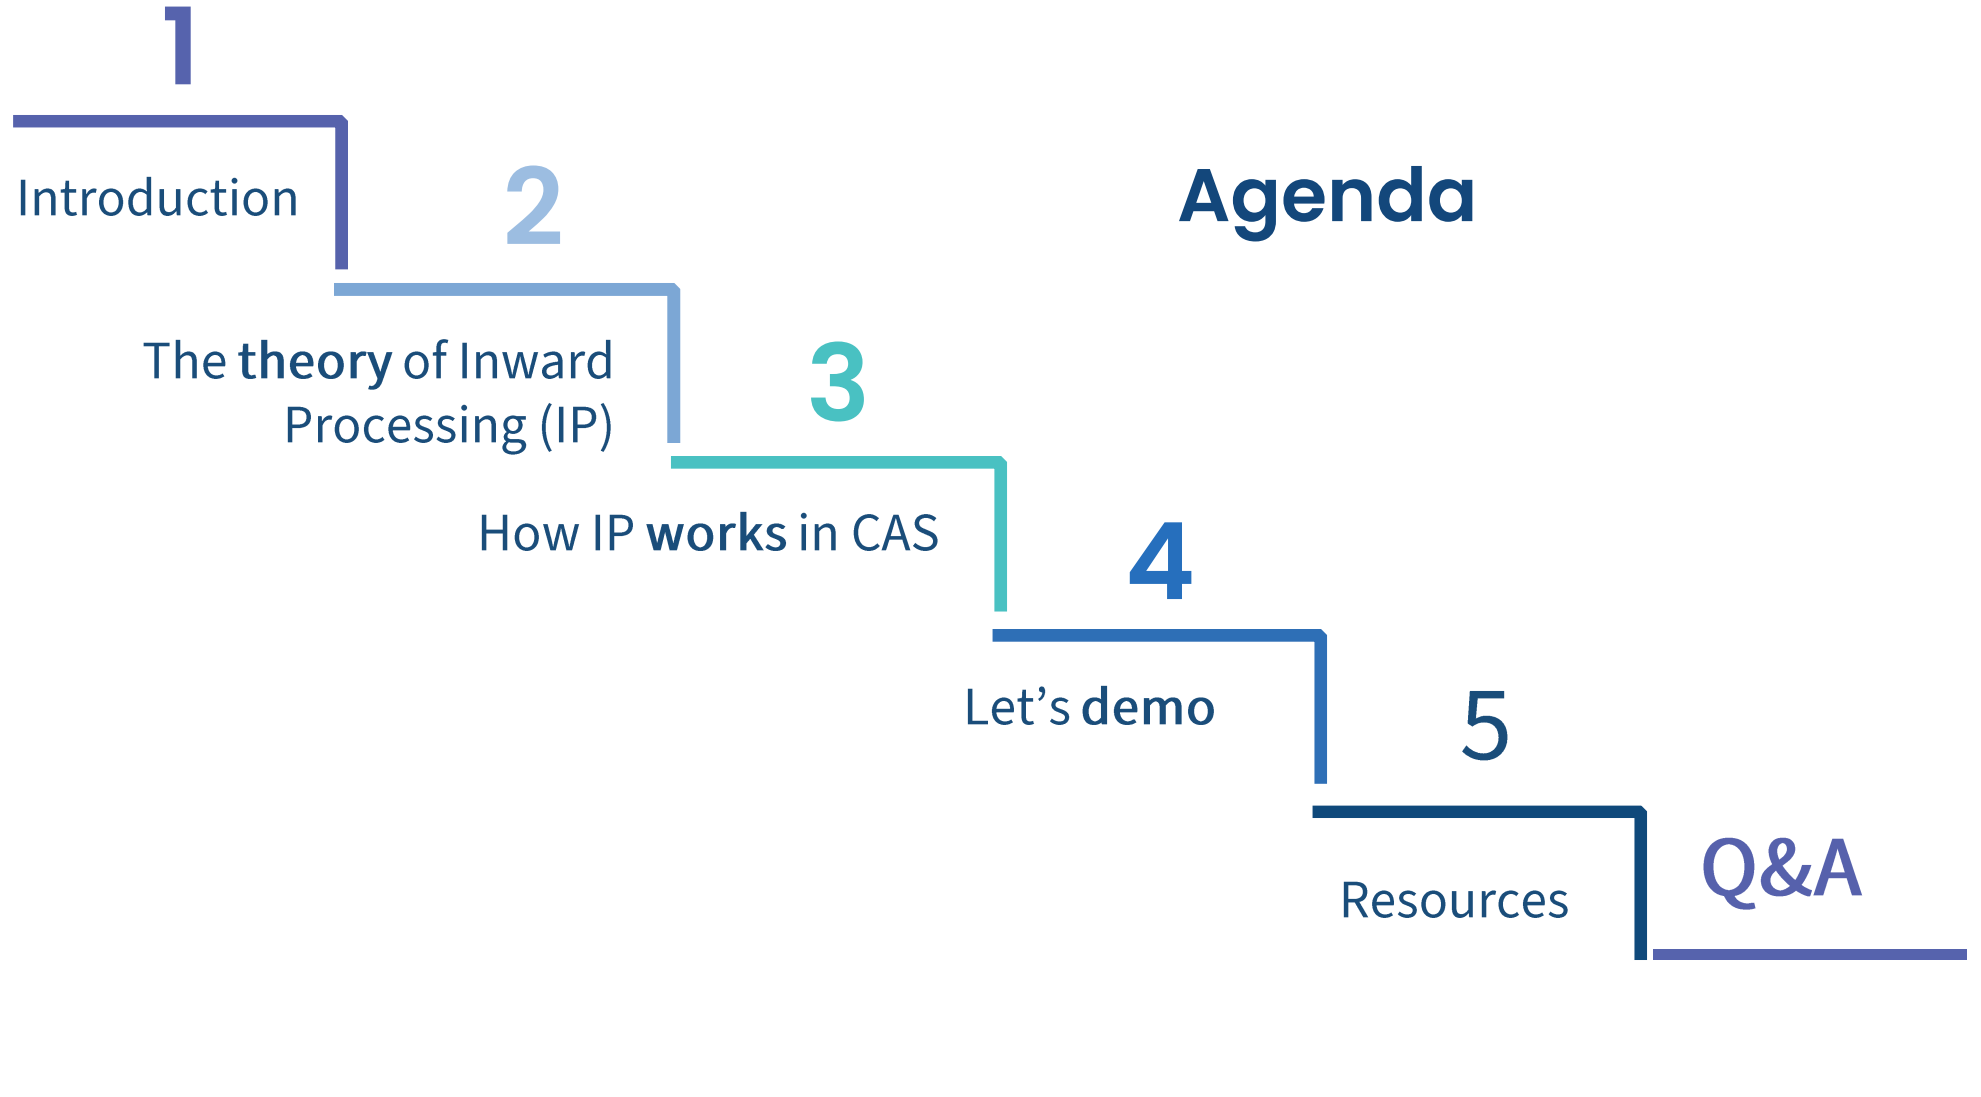 Agenda
1
Introduction
2
The theory of Inward
Processing (IP)
3
How IP works in CAS
4
Let’s demo
5
Resources
Q&A